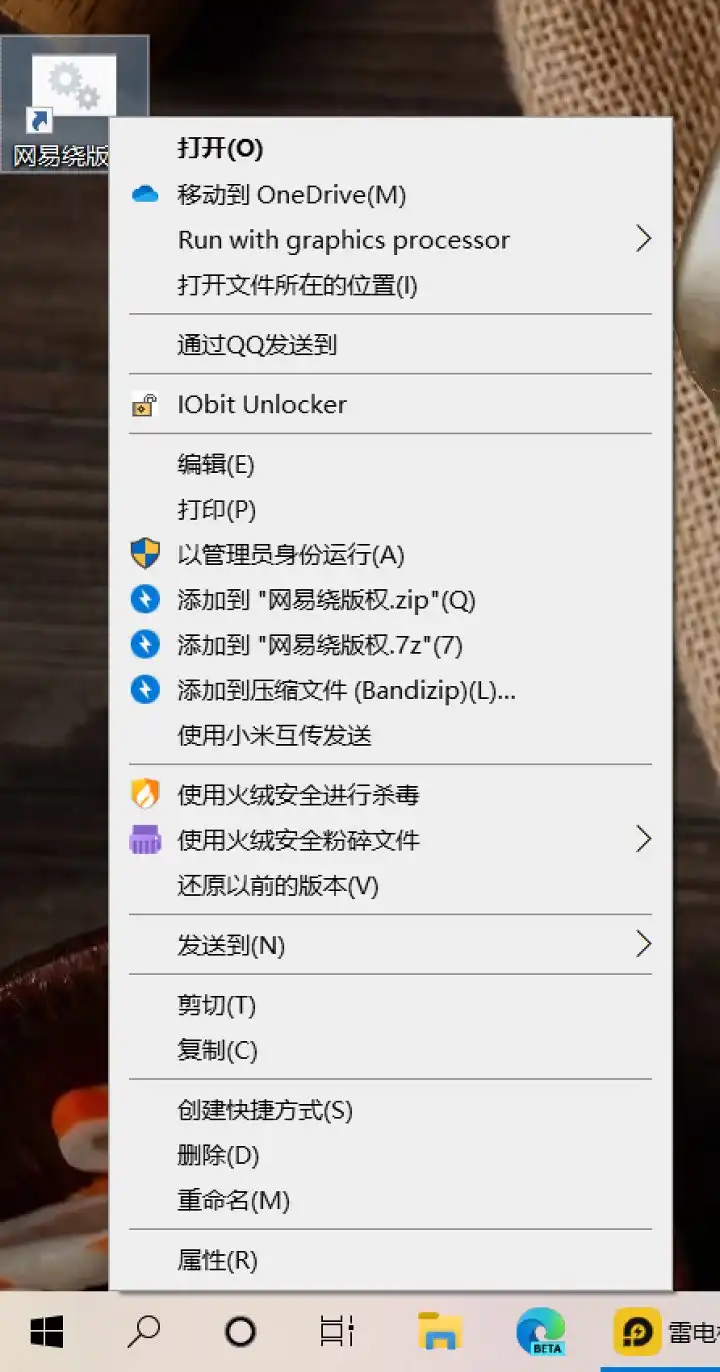 网易绕版
打开(O)
移动到 OneDrive(M)
Run with graphics processor
打开文件所在的位置(I)
通过QQ发送到
IObit Unlocker
编辑(E)
打印(P)
以管理员身份运行(A)
添加到 "网易绕版权.zip"(Q)
添加到 "网易绕版权.7z"(7)
添加到压缩文件 (Bandizip)(L)...
使用小米互传发送
使用火绒安全进行杀毒
使用火绒安全粉碎文件
还原以前的版本(V)
发送到(N)
剪切(T)
复制(C)
创建快捷方式(S)
删除(D)
重命名(M)
属性(R)
BETA
雷电